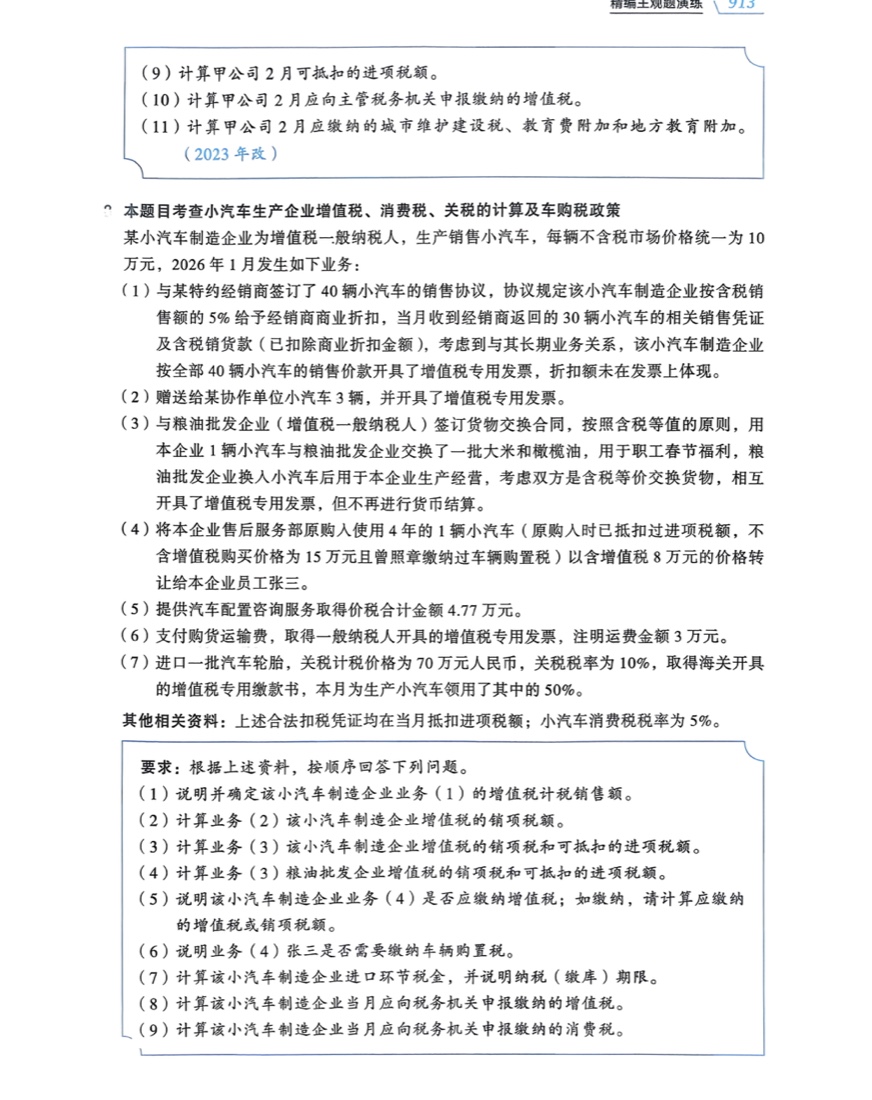 精编主观题演练 913
（9）计算甲公司 2 月可抵扣的进项税额。
（10）计算甲公司 2 月应向主管税务机关申报缴纳的增值税。
（11）计算甲公司 2 月应缴纳的城市维护建设税、教育费附加和地方教育附加。
（2023 年改）
本题目考查小汽车生产企业增值税、消费税、关税的计算及车购税政策
某小汽车制造企业为增值税一般纳税人，生产销售小汽车，每辆不含税市场价格统一为 10
万元，2026 年 1 月发生如下业务：
（1）与某特约经销商签订了 40 辆小汽车的销售协议，协议规定该小汽车制造企业按含税销
售额的 5% 给予经销商商业折扣，当月收到经销商返回的 30 辆小汽车的相关销售凭证
及含税销货款（已扣除商业折扣金额），考虑到与其长期业务关系，该小汽车制造企业
按全部 40 辆小汽车的销售价款开具了增值税专用发票，折扣额未在发票上体现。
（2）赠送给某协作单位小汽车 3 辆，并开具了增值税专用发票。
（3）与粮油批发企业（增值税一般纳税人）签订货物交换合同，按照含税等值的原则，用
本企业 1 辆小汽车与粮油批发企业交换了一批大米和橄榄油，用于职工春节福利，粮
油批发企业换入小汽车后用于本企业生产经营，考虑双方是含税等价交换货物，相互
开具了增值税专用发票，但不再进行货币结算。
（4）将本企业售后服务部原购入使用 4 年的 1 辆小汽车（原购入时已抵扣过进项税额，不
含增值税购买价格为 15 万元且曾照章缴纳过车辆购置税）以含增值税 8 万元的价格转
让给本企业员工张三。
（5）提供汽车配置咨询服务取得价税合计金额 4.77 万元。
（6）支付购货运输费，取得一般纳税人开具的增值税专用发票，注明运费金额 3 万元。
（7）进口一批汽车轮胎，关税计税价格为 70 万元人民币，关税税率为 10%，取得海关开具
的增值税专用缴款书，本月为生产小汽车领用了其中的 50%。
其他相关资料：上述合法扣税凭证均在当月抵扣进项税额；小汽车消费税税率为 5%。
要求：根据上述资料，按顺序回答下列问题。
（1）说明并确定该小汽车制造企业业务（1）的增值税计税销售额。
（2）计算业务（2）该小汽车制造企业增值税的销项税额。
（3）计算业务（3）该小汽车制造企业增值税的销项税和可抵扣的进项税额。
（4）计算业务（3）粮油批发企业增值税的销项税和可抵扣的进项税额。
（5）说明该小汽车制造企业业务（4）是否应缴纳增值税；如缴纳，请计算应缴纳
的增值税或销项税额。
（6）说明业务（4）张三是否需要缴纳车辆购置税。
（7）计算该小汽车制造企业进口环节税金，并说明纳税（缴库）期限。
（8）计算该小汽车制造企业当月应向税务机关申报缴纳的增值税。
（9）计算该小汽车制造企业当月应向税务机关申报缴纳的消费税。